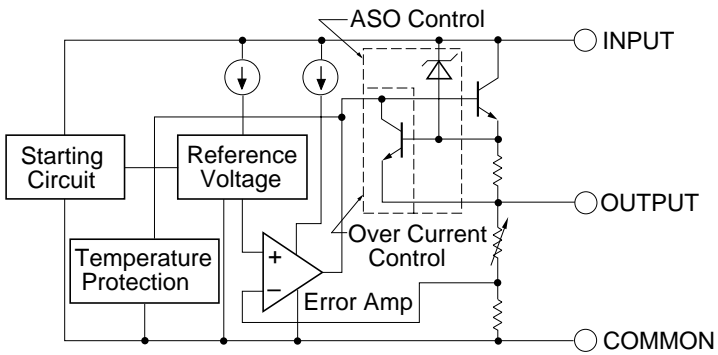 ASO Control
INPUT
Starting
Circuit
Reference
Voltage
OUTPUT
Temperature
Protection
+
−
Over Current
Control
Error Amp
COMMON